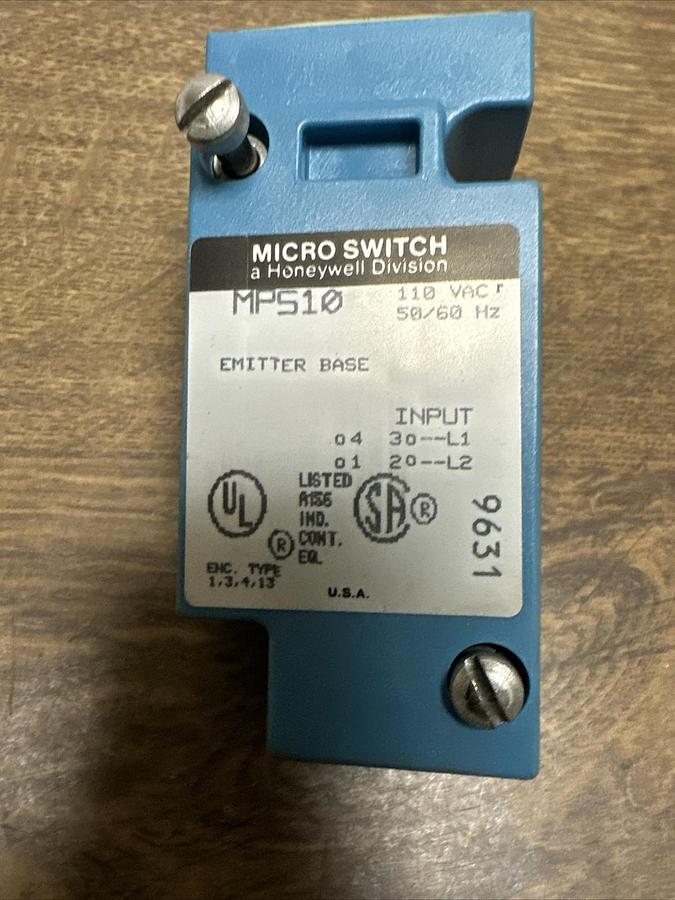 MICRO SWITCH
a Honeywell Division
MPS10 110 VAC
50/60 Hz
EMITTER BASE
INPUT
o4 3o--L1
o1 2o--L2
UL LISTED SA ®
A156
IND.
® CONT.
EQ.
ENC. TYPE
1,3,4,13
U.S.A.
9631